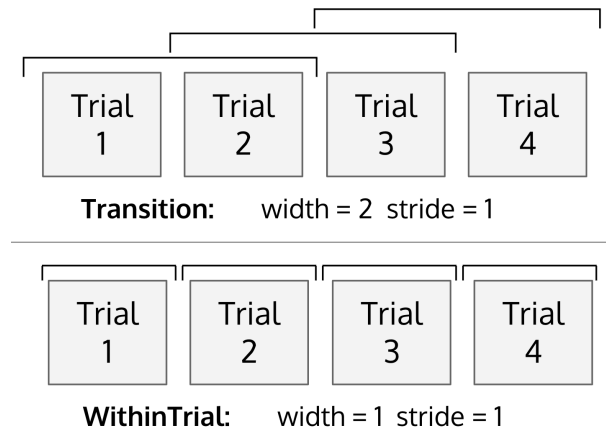 Trial 1
Trial 2
Trial 3
Trial 4
Transition: width = 2 stride = 1
Trial 1
Trial 2
Trial 3
Trial 4
WithinTrial: width = 1 stride = 1